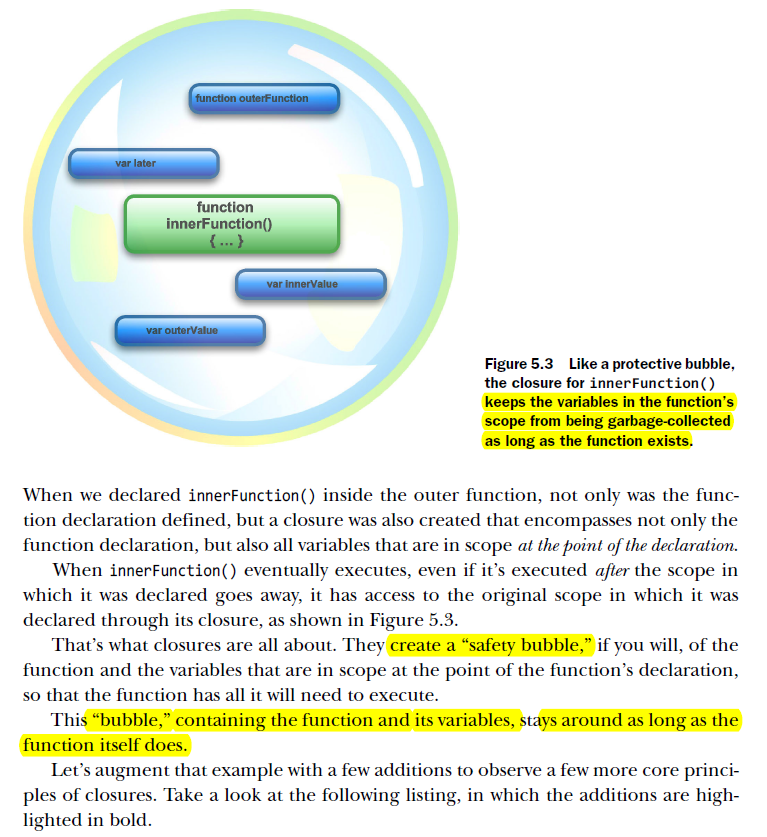 function outerFunction
var later
function
innerFunction()
{ ... }
var innerValue
var outerValue
Figure 5.3 Like a protective bubble,
the closure for innerFunction()
keeps the variables in the function's
scope from being garbage-collected
as long as the function exists.
When we declared innerFunction() inside the outer function, not only was the func-
tion declaration defined, but a closure was also created that encompasses not only the
function declaration, but also all variables that are in scope at the point of the declaration.
When innerFunction() eventually executes, even if it's executed after the scope in
which it was declared goes away, it has access to the original scope in which it was
declared through its closure, as shown in Figure 5.3.
That's what closures are all about. They create a “safety bubble,” if you will, of the
function and the variables that are in scope at the point of the function's declaration,
so that the function has all it will need to execute.
This “bubble,” containing the function and its variables, stays around as long as the
function itself does.
Let's augment that example with a few additions to observe a few more core princi-
ples of closures. Take a look at the following listing, in which the additions are high-
lighted in bold.